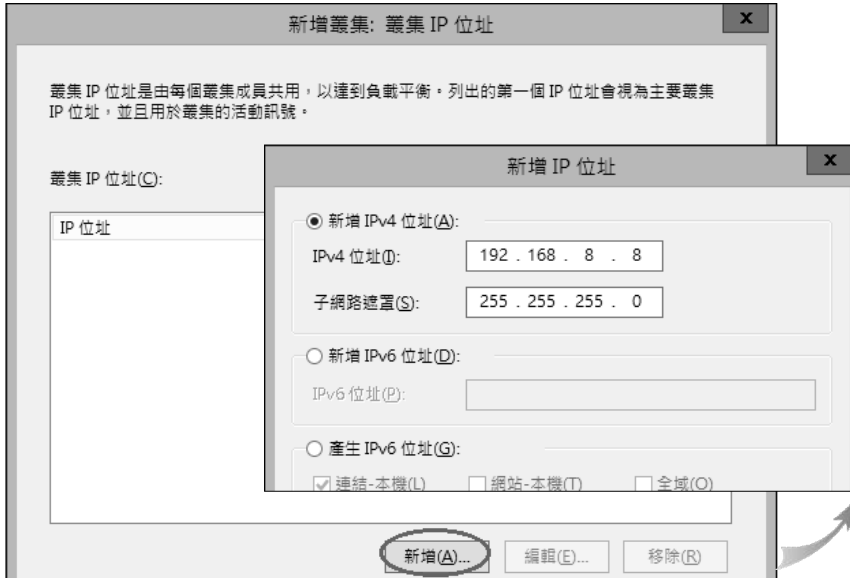 新增叢集: 叢集 IP 位址
x
叢集 IP 位址是由每個叢集成員共用，以達到負載平衡。列出的第一個 IP 位址會視為主要叢集
IP 位址，並且用於叢集的活動訊號。
叢集 IP 位址(C):
IP 位址
新增 IP 位址
x
新增 IPv4 位址(A):
IPv4 位址(I): 192 . 168 . 8 . 8
子網路遮罩(S): 255 . 255 . 255 . 0
新增 IPv6 位址(D):
IPv6 位址(P):
產生 IPv6 位址(G):
連結-本機(L) 網站-本機(T) 全域(O)
新增(A)... 編輯(E)... 移除(R)